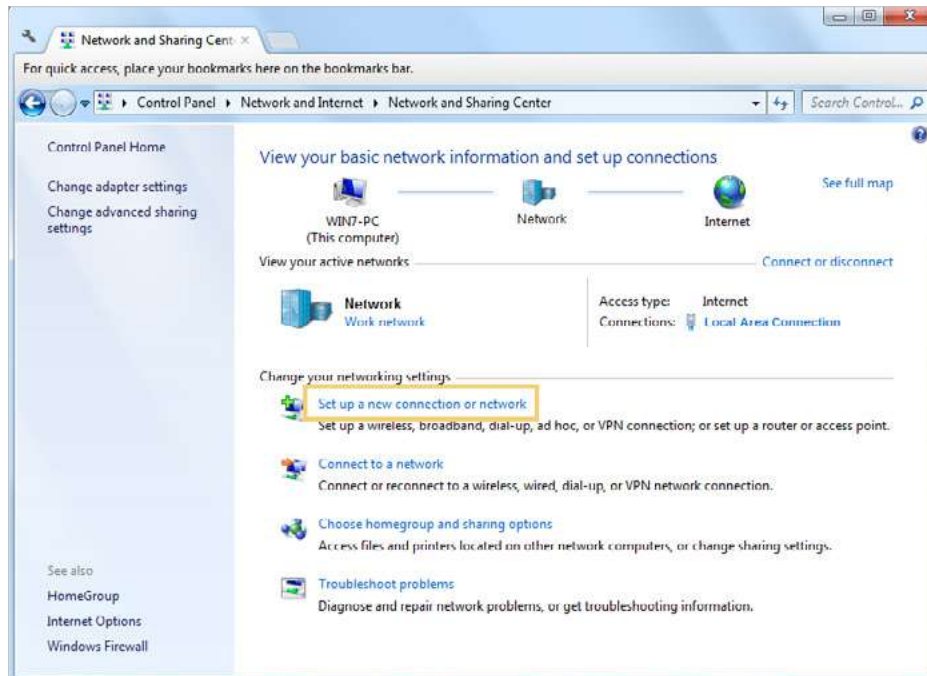 Network and Sharing Cent
For quick access, place your bookmarks here on the bookmarks bar.
Control Panel Network and Internet Network and Sharing Center Search Control...
Control Panel Home
Change adapter settings
Change advanced sharing
settings
View your basic network information and set up connections
See full map
WIN7-PC
(This computer)
Network
Internet
View your active networks
Connect or disconnect
Network
Work network
Access type: Internet
Connections: Local Area Connection
Change your networking settings
Set up a new connection or network
Set up a wireless, broadband, dial-up, ad hoc, or VPN connection; or set up a router or access point.
Connect to a network
Connect or reconnect to a wireless, wired, dial-up, or VPN network connection.
Choose homegroup and sharing options
Access files and printers located on other network computers, or change sharing settings.
Troubleshoot problems
Diagnose and repair network problems, or get troubleshooting information.
See also
HomeGroup
Internet Options
Windows Firewall